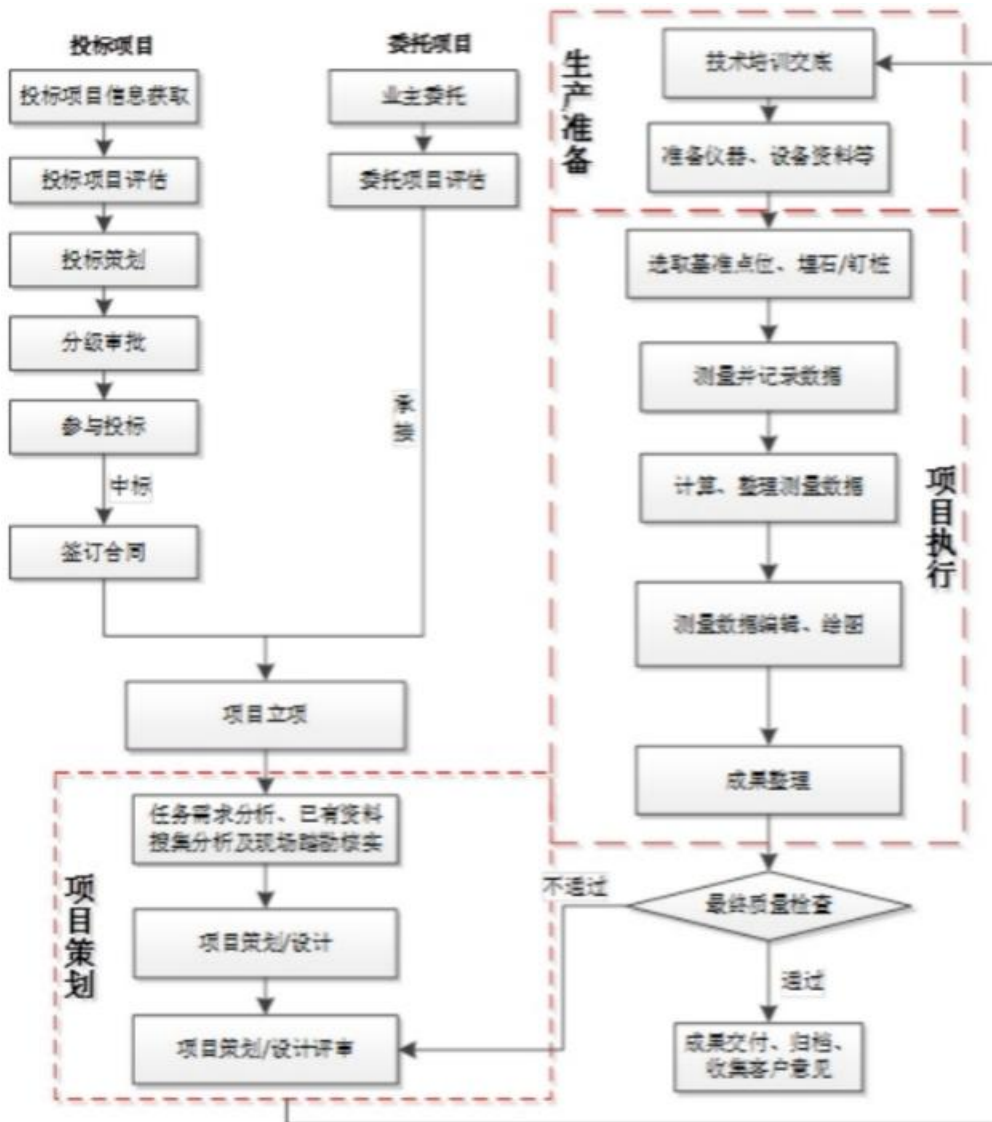 投标项目
投标项目信息获取
投标项目评估
投标策划
分级审批
参与投标
中标
签订合同
委托项目
业主委托
委托项目评估
承
接
项目立项
项目策划
任务需求分析、已有资料
搜集分析及现场踏勘核实
项目策划/设计
项目策划/设计评审
生产准备
技术培训交底
准备仪器、设备资料等
项目执行
选取基准点位、埋石/钉桩
测量并记录数据
计算、整理测量数据
测量数据编辑、绘图
成果整理
最终质量检查
不通过
通过
成果交付、归档、
收集客户意见